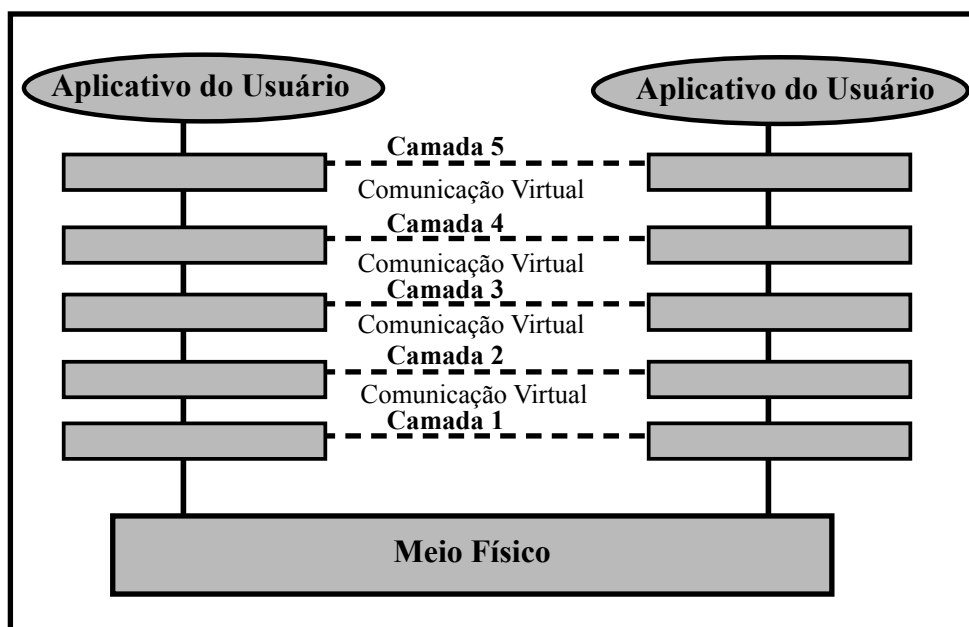 Aplicativo do Usuário
Aplicativo do Usuário
Camada 5
Comunicação Virtual
Camada 4
Comunicação Virtual
Camada 3
Comunicação Virtual
Camada 2
Comunicação Virtual
Camada 1
Meio Físico